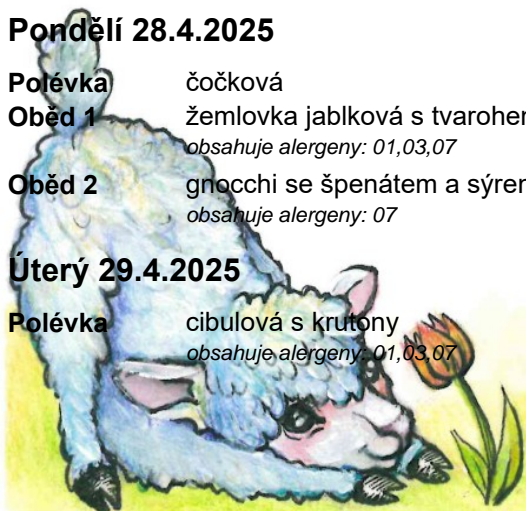 Pondělí 28.4.2025
Polévka čočková
Oběd 1 žemlovka jablková s tvarohem
obsahuje alergeny: 01,03,07
Oběd 2 gnocchi se špenátem a sýrem
obsahuje alergeny: 07
Úterý 29.4.2025
Polévka cibulová s krutony
obsahuje alergeny: 01,03,07